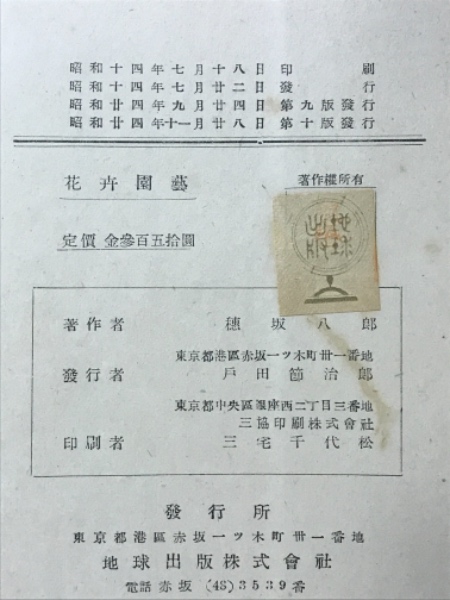 昭和十四年七月十八日印刷
昭和十四年七月廿二日發行
昭和廿四年九月廿四日第九版發行
昭和廿四年十一月廿八日第十版發行
花卉園藝
著作權所有
定價 金參百五拾圓
地球
著作者 穗坂八郎
東京都港區赤坂一ツ木町卅一番地
發行者 戶田節治郎
東京都中央區銀座西二丁目三番地
三協印刷株式會社
印刷者 三宅千代松
發行所
東京都港區赤坂一ツ木町卅一番地
地球出版株式會社
電話赤坂 (48) 3539番